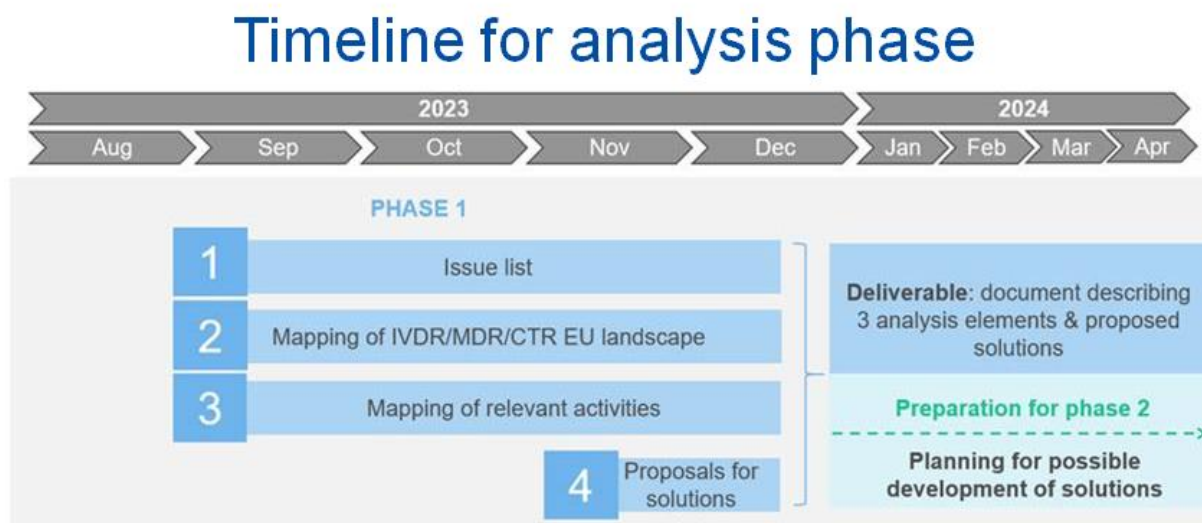 Timeline for analysis phase
2023
2024
Aug
Sep
Oct
Nov
Dec
Jan
Feb
Mar
Apr
PHASE 1
1
Issue list
2
Mapping of IVDR/MDR/CTR EU landscape
3
Mapping of relevant activities
4
Proposals for
solutions
Deliverable: document describing
3 analysis elements & proposed
solutions
Preparation for phase 2
Planning for possible
development of solutions